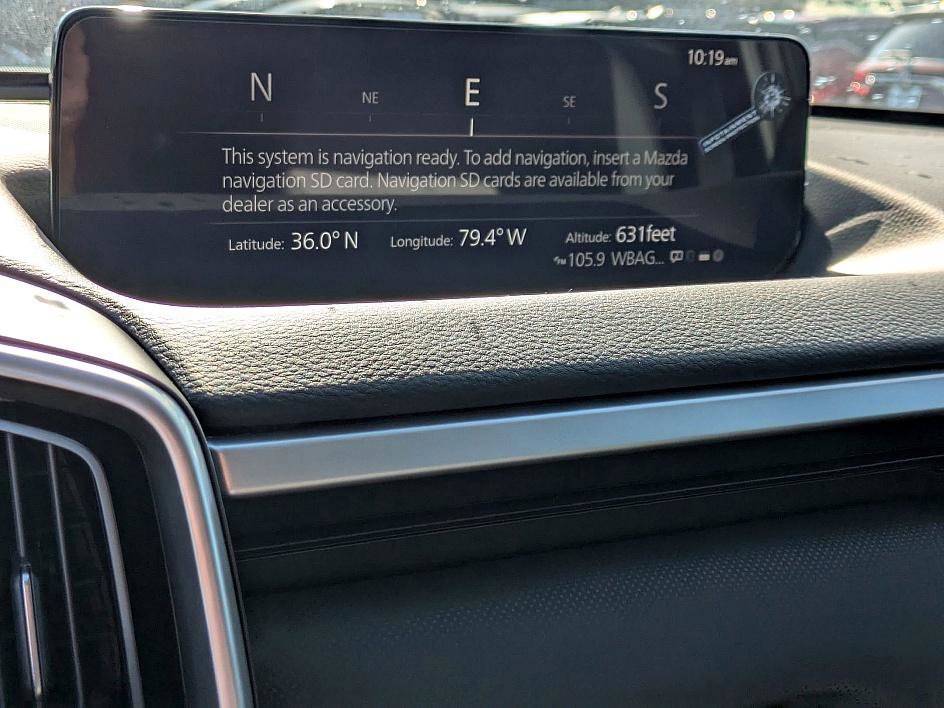 10:19am
N NE E SE S
This system is navigation ready. To add navigation, insert a Mazda
navigation SD card. Navigation SD cards are available from your
dealer as an accessory.
Latitude: 36.0° N Longitude: 79.4° W Altitude: 631feet
FM 105.9 WBAG...